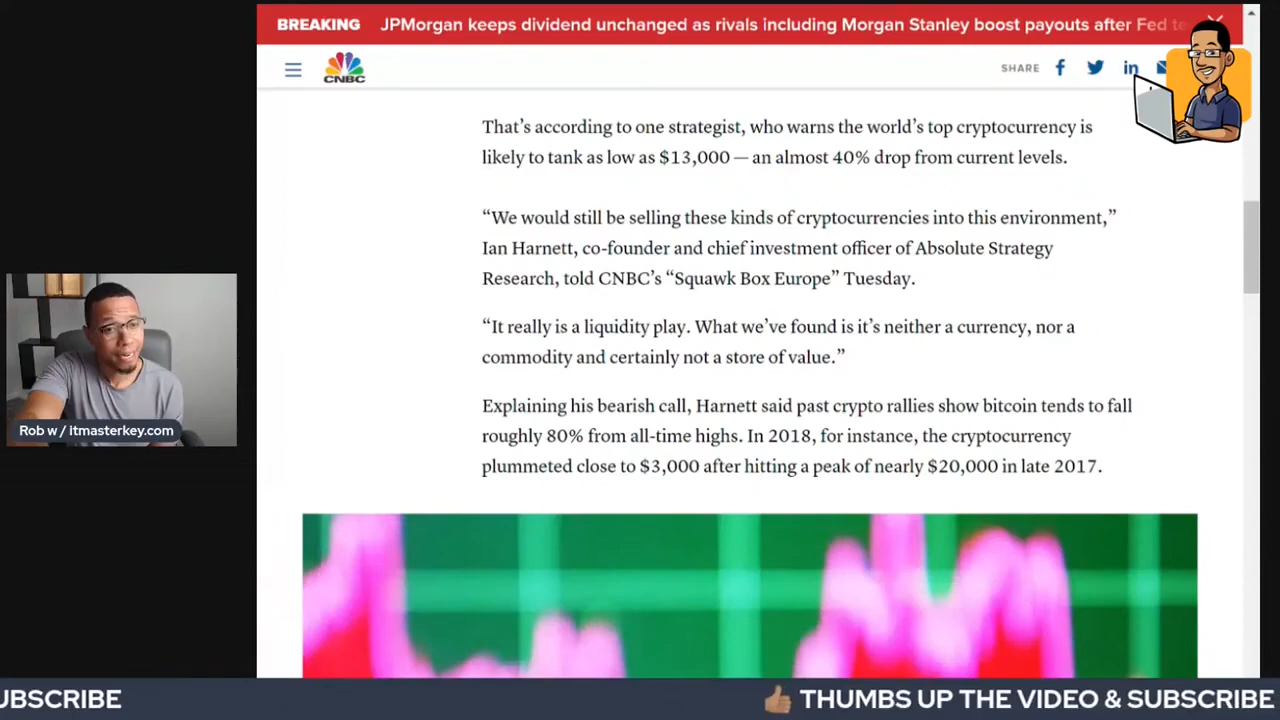 BREAKING JPMorgan keeps dividend unchanged as rivals including Morgan Stanley boost payouts after Fed
CNBC
SHARE
That’s according to one strategist, who warns the world’s top cryptocurrency is
likely to tank as low as $13,000 — an almost 40% drop from current levels.
“We would still be selling these kinds of cryptocurrencies into this environment,”
Ian Harnett, co-founder and chief investment officer of Absolute Strategy
Research, told CNBC’s “Squawk Box Europe” Tuesday.
“It really is a liquidity play. What we’ve found is it’s neither a currency, nor a
commodity and certainly not a store of value.”
Rob w / itmasterkey.com
Explaining his bearish call, Harnett said past crypto rallies show bitcoin tends to fall
roughly 80% from all-time highs. In 2018, for instance, the cryptocurrency
plummeted close to $3,000 after hitting a peak of nearly $20,000 in late 2017.
UBSCRIBE 👍🏽 THUMBS UP THE VIDEO & SUBSCRIBE